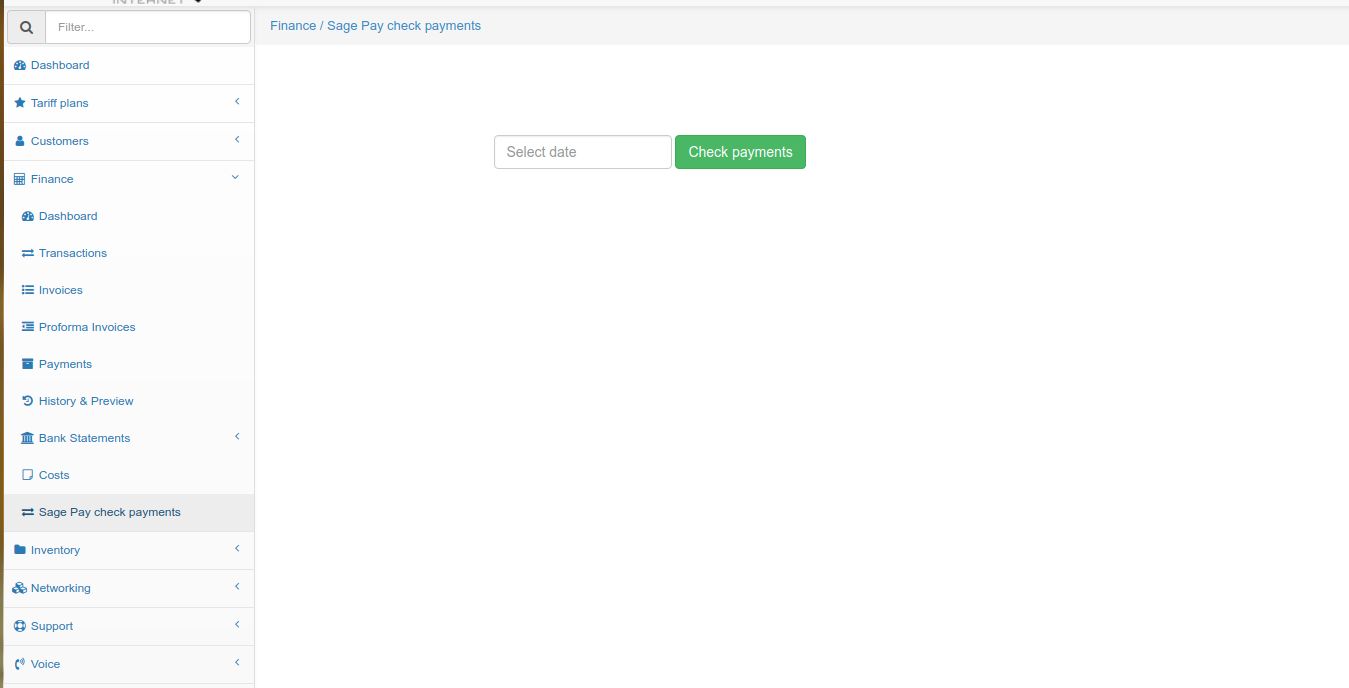 INTERNET
Filter...
Finance / Sage Pay check payments
Dashboard
Tariff plans
Customers
Select date
Check payments
Finance
Dashboard
Transactions
Invoices
Proforma Invoices
Payments
History & Preview
Bank Statements
Costs
Sage Pay check payments
Inventory
Networking
Support
Voice